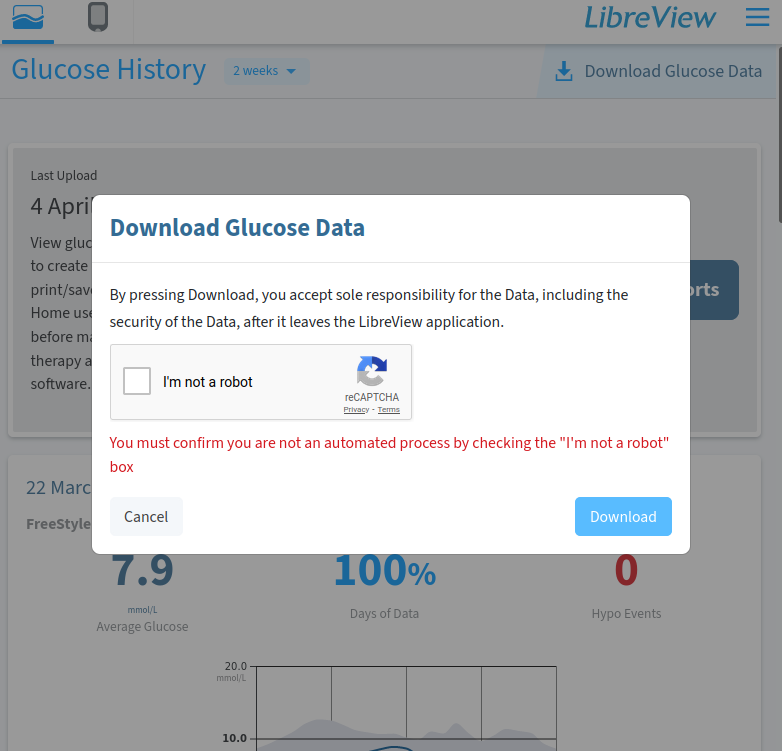 LibreView
Glucose History
2 weeks
Download Glucose Data
Last Upload
4 Apri
View gluc
to create
print/sav
Home use
before ma
therapy a
software.
orts
Download Glucose Data
By pressing Download, you accept sole responsibility for the Data, including the
security of the Data, after it leaves the LibreView application.
I'm not a robot
reCAPTCHA
Privacy - Terms
You must confirm you are not an automated process by checking the "I'm not a robot"
box
Cancel
Download
22 Marc
FreeStyle
7.9
100%
0
mmol/L
Average Glucose
Days of Data
Hypo Events
20.0
mmol/L
10.0